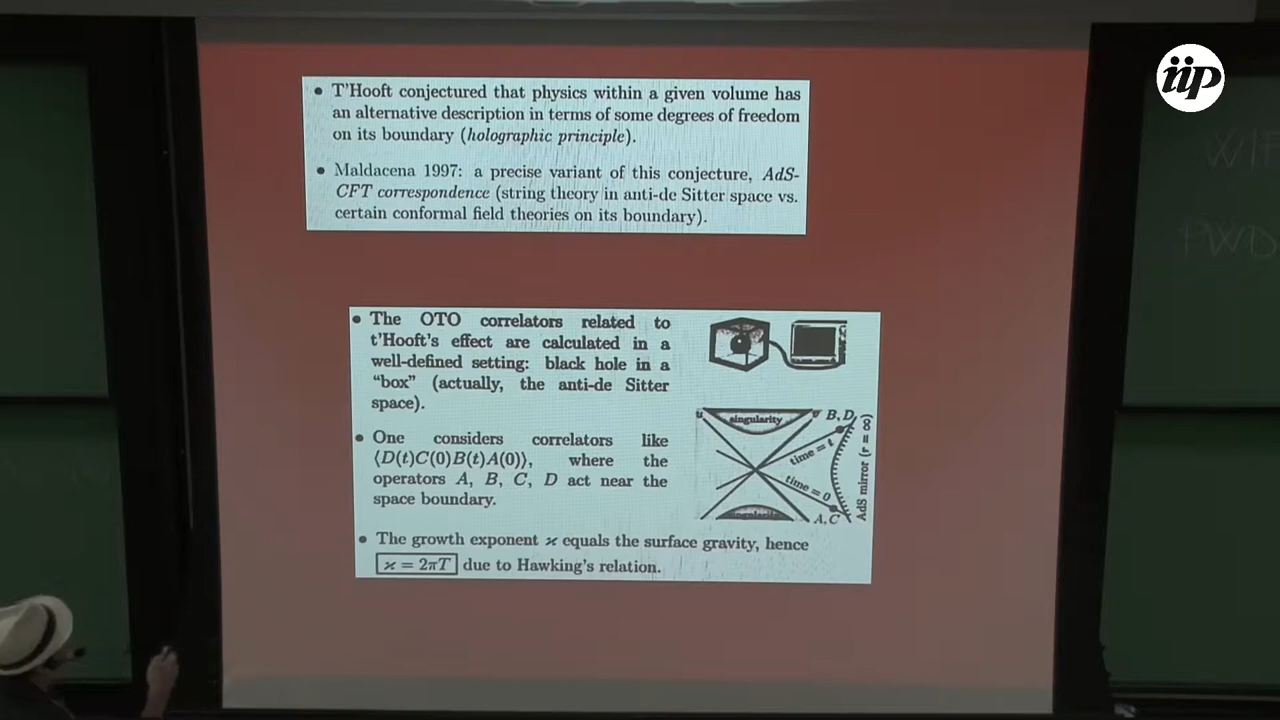 iip
• T'Hooft conjectured that physics within a given volume has
an alternative description in terms of some degrees of freedom
on its boundary (holographic principle).
• Maldacena 1997: a precise variant of this conjecture, AdS-
CFT correspondence (string theory in anti-de Sitter space vs.
certain conformal field theories on its boundary).
• The OTO correlators related to
t'Hooft's effect are calculated in a
well-defined setting: black hole in a
"box" (actually, the anti-de Sitter
space).
• One considers correlators like
⟨D(t)C(0)B(t)A(0)⟩, where the
operators A, B, C, D act near the
space boundary.
u
singularity
v
B, D
time = t
time = 0
A, C
AdS mirror (r = ∞)
• The growth exponent ϰ equals the surface gravity, hence
ϰ = 2πT due to Hawking's relation.